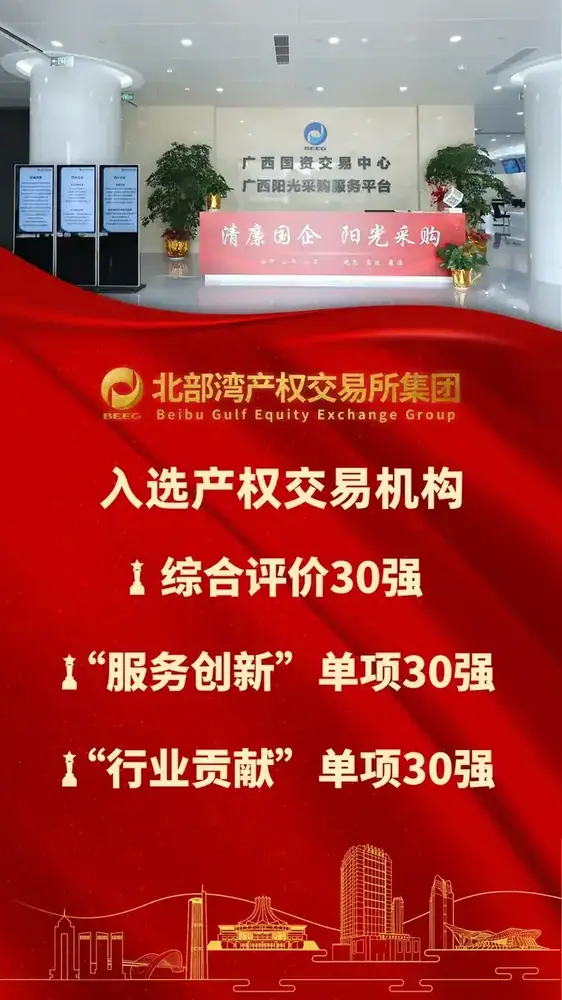 BEEG
广西国资交易中心
广西阳光采购服务平台
清廉国企 阳光采购
BEEG
北部湾产权交易所集团
Beibu Gulf Equity Exchange Group
入选产权交易机构
综合评价30强
“服务创新”单项30强
“行业贡献”单项30强